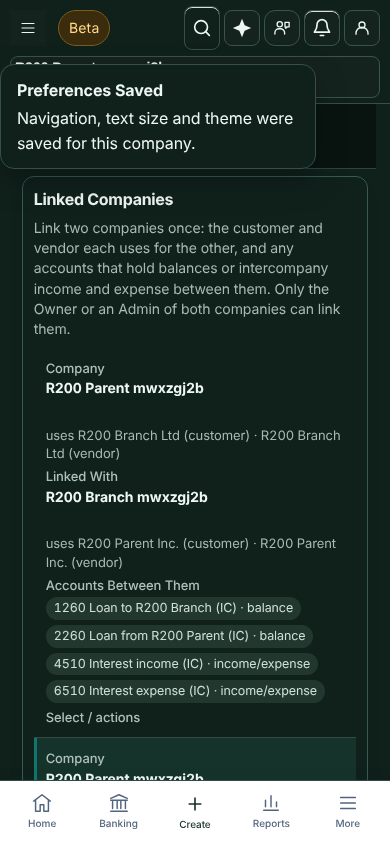 Beta
Preferences Saved
Navigation, text size and theme were
saved for this company.
Linked Companies
Link two companies once: the customer and
vendor each uses for the other, and any
accounts that hold balances or intercompany
income and expense between them. Only the
Owner or an Admin of both companies can link
them.
Company
R200 Parent mwxzgj2b
uses R200 Branch Ltd (customer) · R200 Branch
Ltd (vendor)
Linked With
R200 Branch mwxzgj2b
uses R200 Parent Inc. (customer) · R200 Parent
Inc. (vendor)
Accounts Between Them
1260 Loan to R200 Branch (IC) · balance
2260 Loan from R200 Parent (IC) · balance
4510 Interest income (IC) · income/expense
6510 Interest expense (IC) · income/expense
Select / actions
Company
R200 Parent mwxzgj2b
Home
Banking
Create
Reports
More